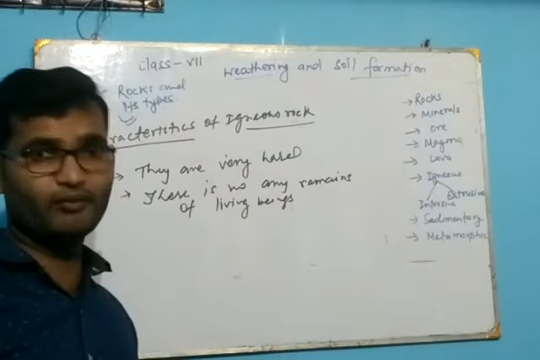 Class-VII
weathering and soil formation
Rocks and
its types.
racteristics of Igneous rock
→ They are very hard
→ There is no any remains
of living beings
→ Rocks
→ Minerals
→ ore
→ Magma
→ Lava
→ Igneous
Extrusive
Intrusive
→ Sadimentary
→ Metamorphic